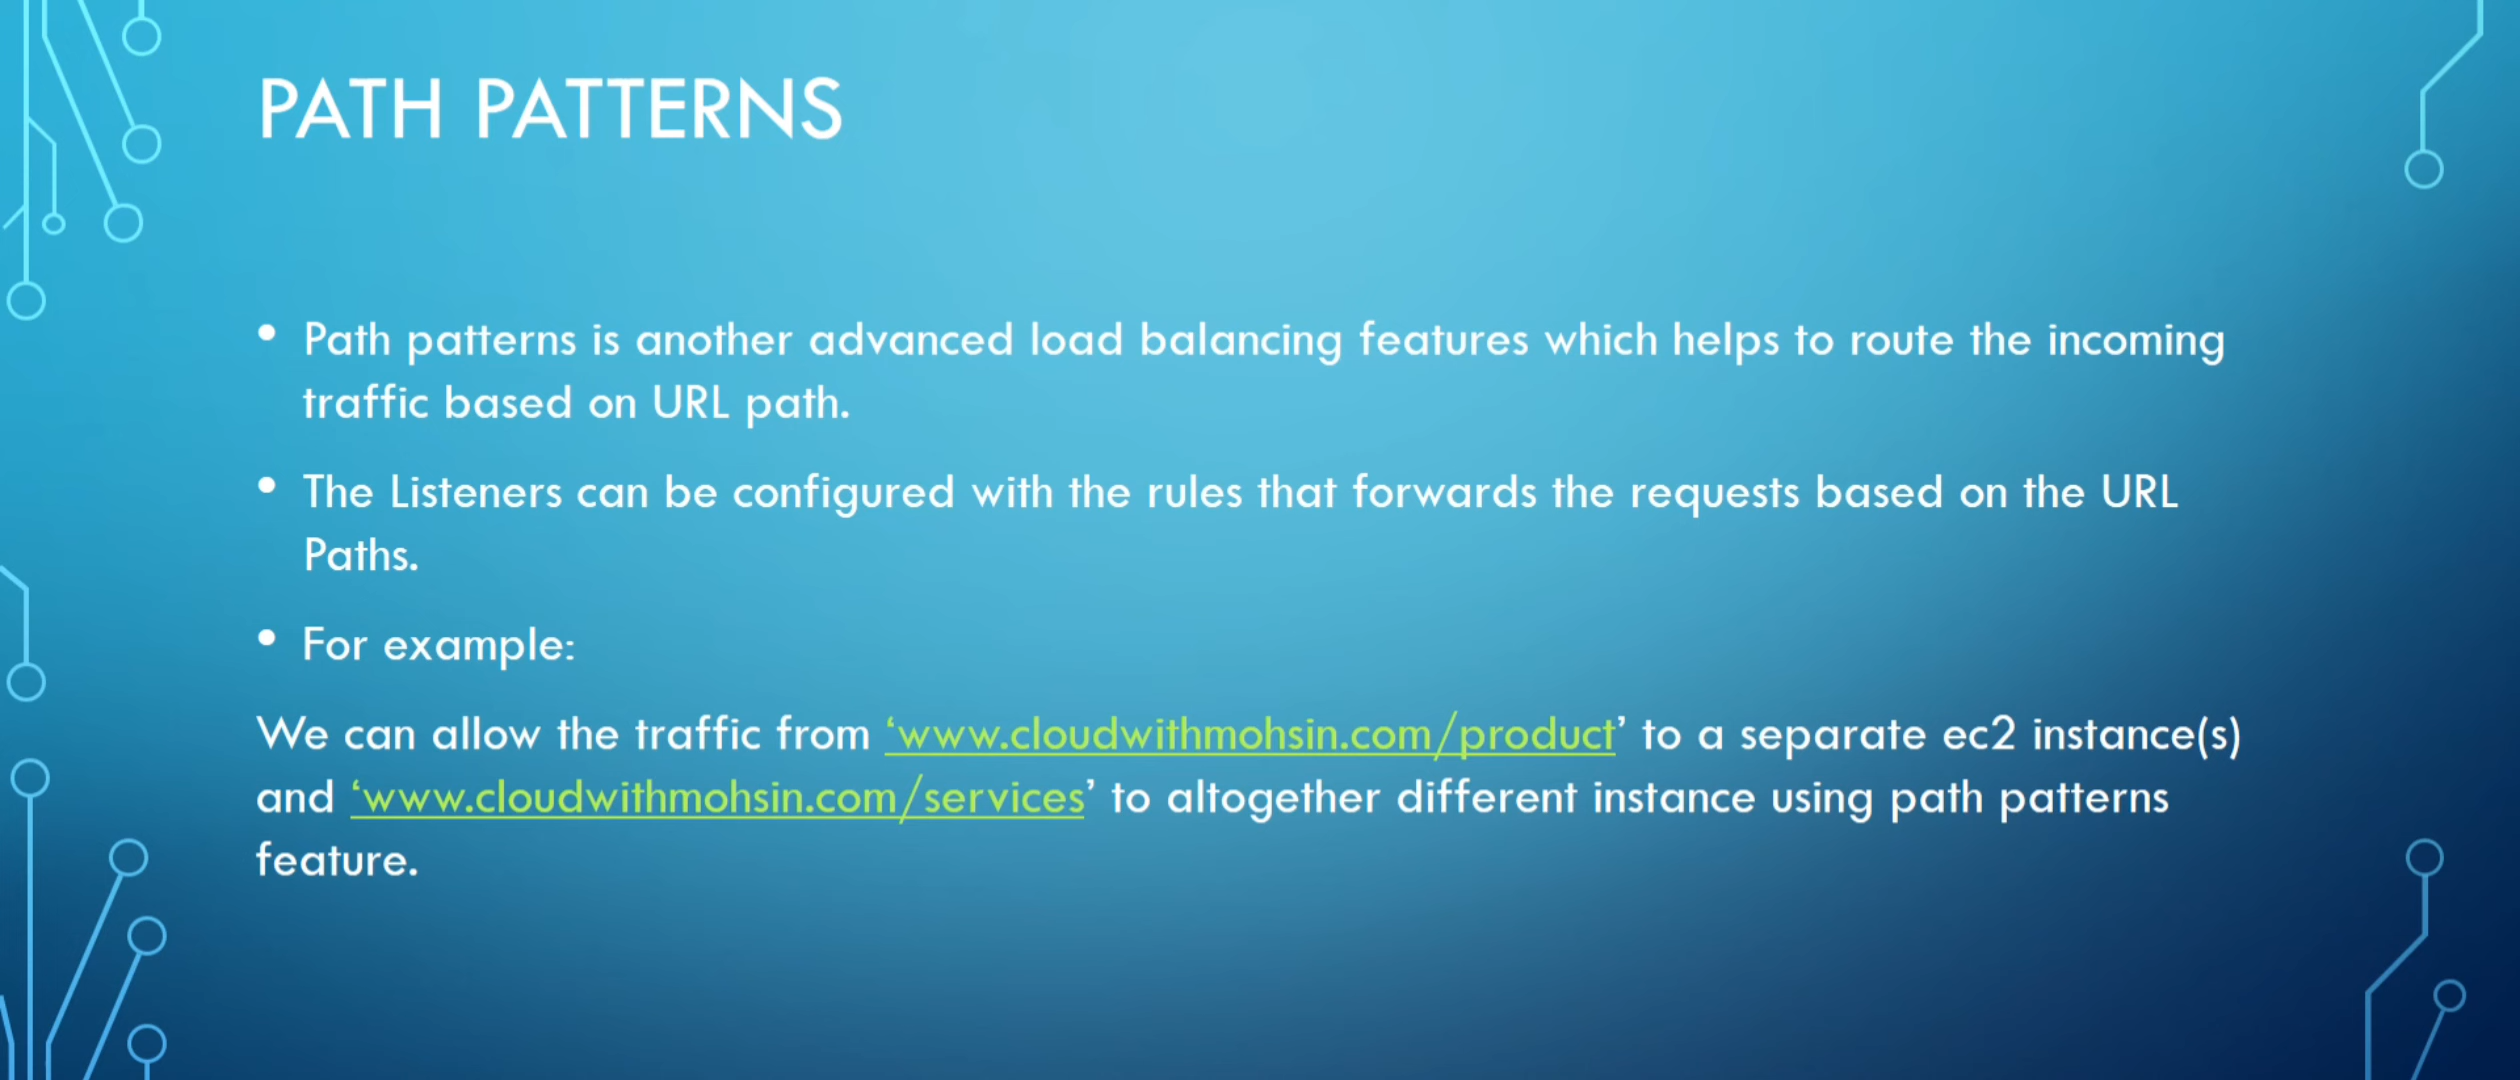 PATH PATTERNS
• Path patterns is another advanced load balancing features which helps to route the incoming
traffic based on URL path.
• The Listeners can be configured with the rules that forwards the requests based on the URL
Paths.
• For example:
We can allow the traffic from ‘www.cloudwithmohsin.com/product’ to a separate ec2 instance(s)
and ‘www.cloudwithmohsin.com/services’ to altogether different instance using path patterns
feature.